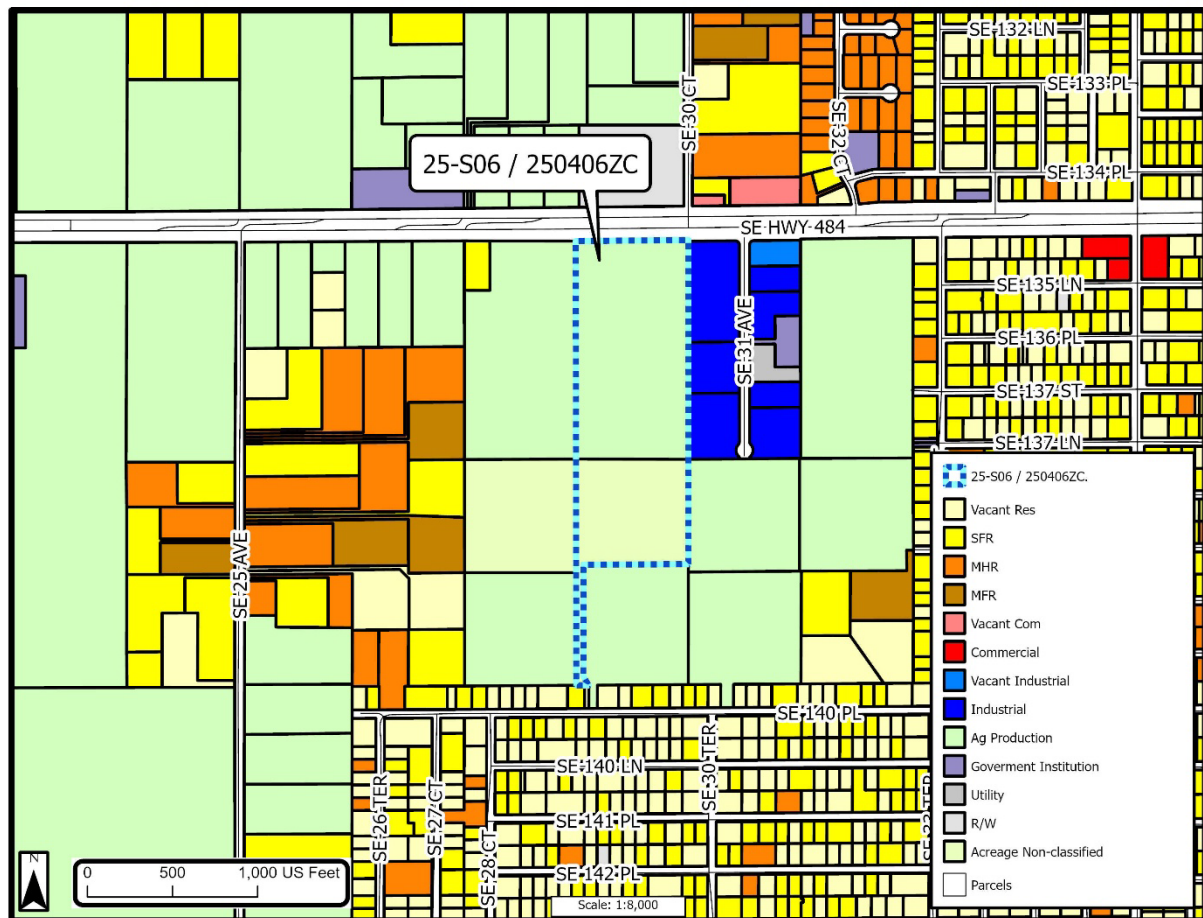 SE 132 LN
SE 133 PL
SE 30 CT
SE 32 CT
25-S06 / 250406ZC
SE 134 PL
SE HWY 484
SE 135 LN
SE 31 AVE
SE 136 PL
SE 137 ST
SE 137 LN
SE 25 AVE
25-S06 / 250406ZC.
Vacant Res
SFR
MHR
MFR
Vacant Com
Commercial
Vacant Industrial
Industrial
Ag Production
Goverment Institution
Utility
R/W
Acreage Non-classified
Parcels
SE 140 PL
SE 30 TER
SE 140 LN
SE 26 TER
SE 27 CT
SE 28 CT
SE 141 PL
SE 142 PL
N
0 500 1,000 US Feet
Scale: 1:8,000